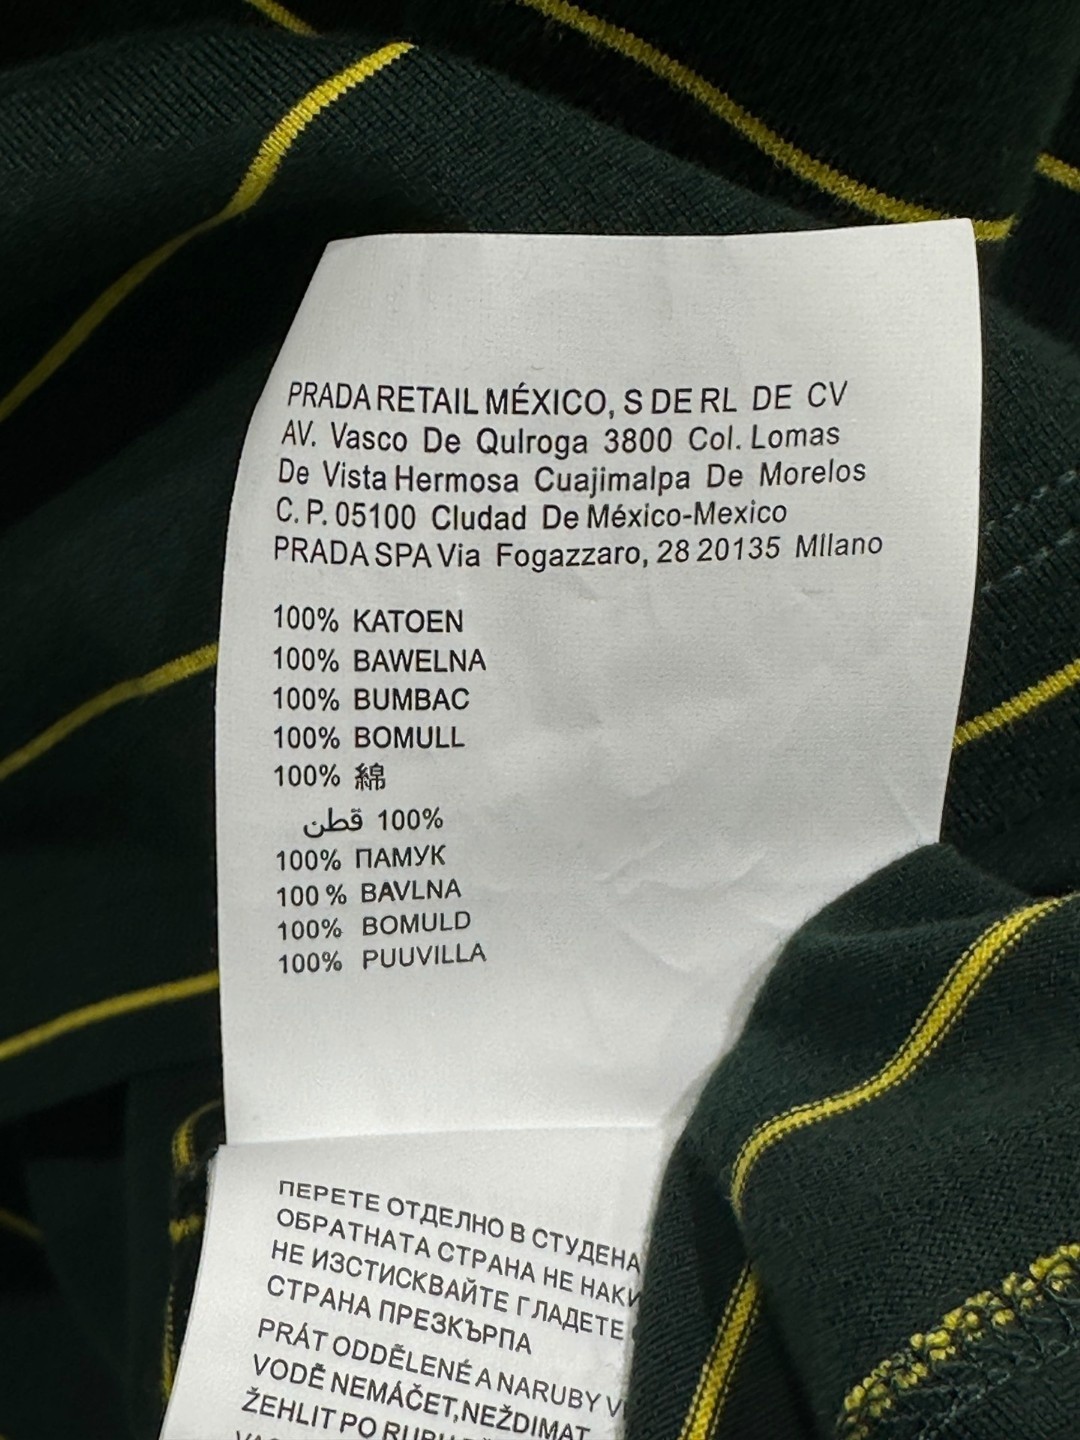 PRADA RETAIL MÉXICO, S DE RL DE CV
AV. Vasco De Qulroga 3800 Col. Lomas
De Vista Hermosa Cuajimalpa De Morelos
C. P. 05100 Cludad De México-Mexico
PRADA SPA Via Fogazzaro, 28 20135 Mllano
100% KATOEN
100% BAWELNA
100% BUMBAC
100% BOMULL
100% 綿
100% قطن
100% ПАМУК
100 % BAVLNA
100% BOMULD
100% PUUVILLA
ПЕРЕТЕ ОТДЕЛНО В СТУДЕНА
ОБРАТНАТА СТРАНА НЕ
НЕ ИЗСТИСКВАЙТЕ ГЛАДЕТЕ
СТРАНА ПРЕЗКЪРПА
PRÁT ODDĚLENÉ A NARUBY V
VODĚ NEMÁČET,NEŽDIMAT
ŽEHLIT PO